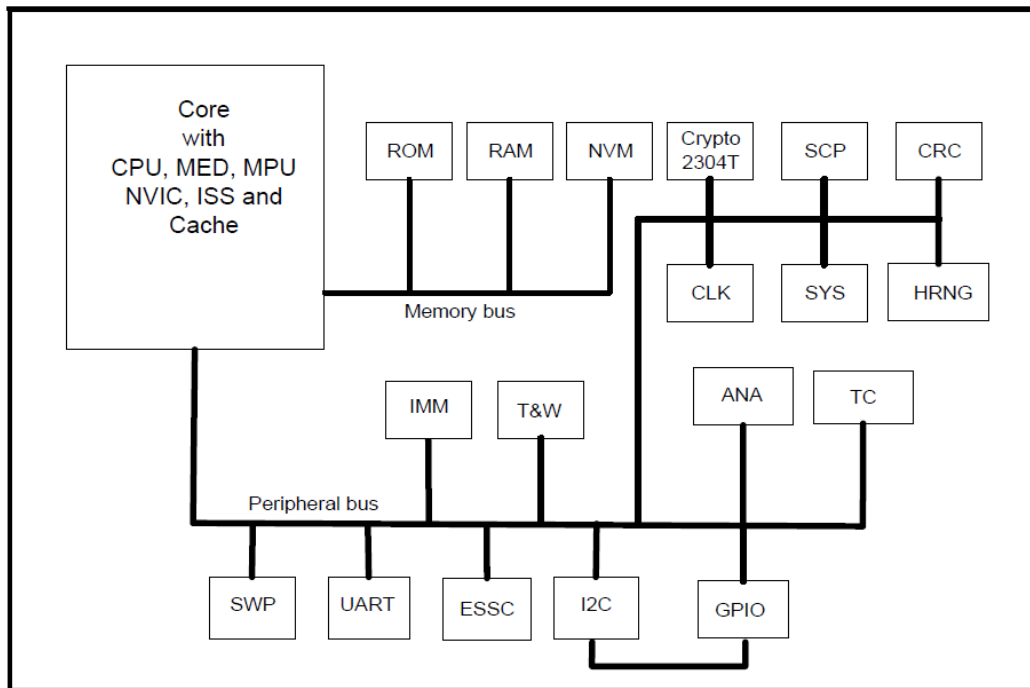 Core
with
CPU, MED, MPU
NVIC, ISS and
Cache
ROM
RAM
NVM
Crypto
2304T
SCP
CRC
CLK
SYS
HRNG
Memory bus
IMM
T&W
ANA
TC
Peripheral bus
SWP
UART
ESSC
I2C
GPIO